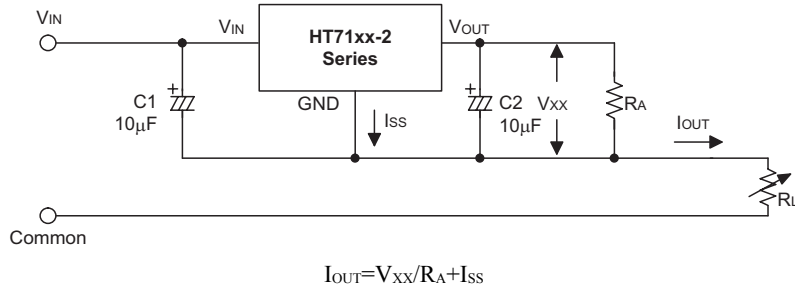 VIN
VIN
HT71xx-2
Series
VOUT
C1
10μF
GND
ISS
C2
10μF
VXX
RA
IOUT
RL
Common
IOUT=VXX/RA+ISS